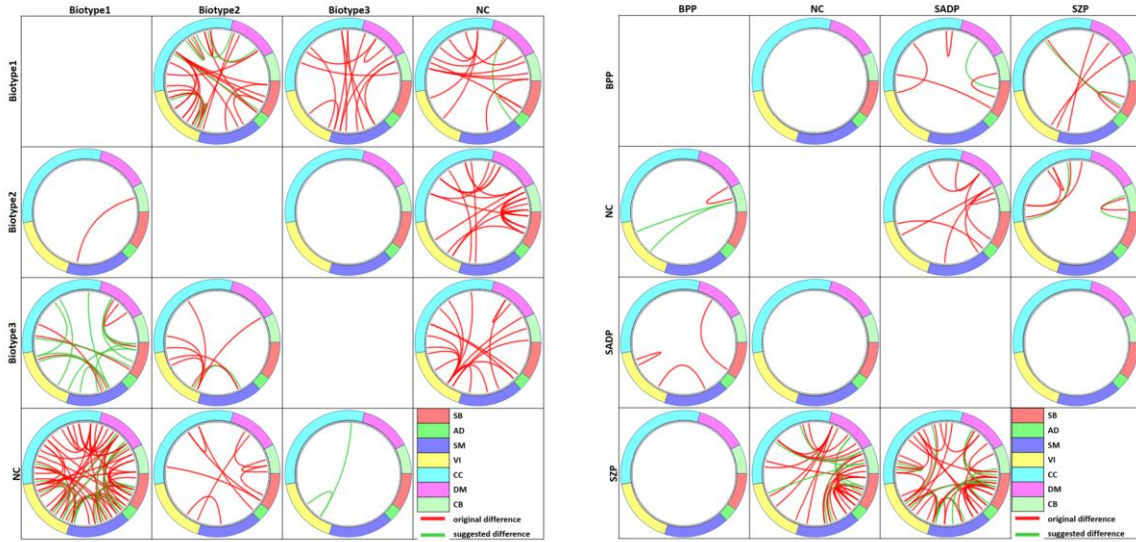 Biotype1 Biotype2 Biotype3 NC
Biotype1
Biotype2
Biotype3
NC
SB
AD
SM
VI
CC
DM
CB
original difference
suggested difference
BPP NC SADP SZP
BPP
NC
SADP
SZP
SB
AD
SM
VI
CC
DM
CB
original difference
suggested difference